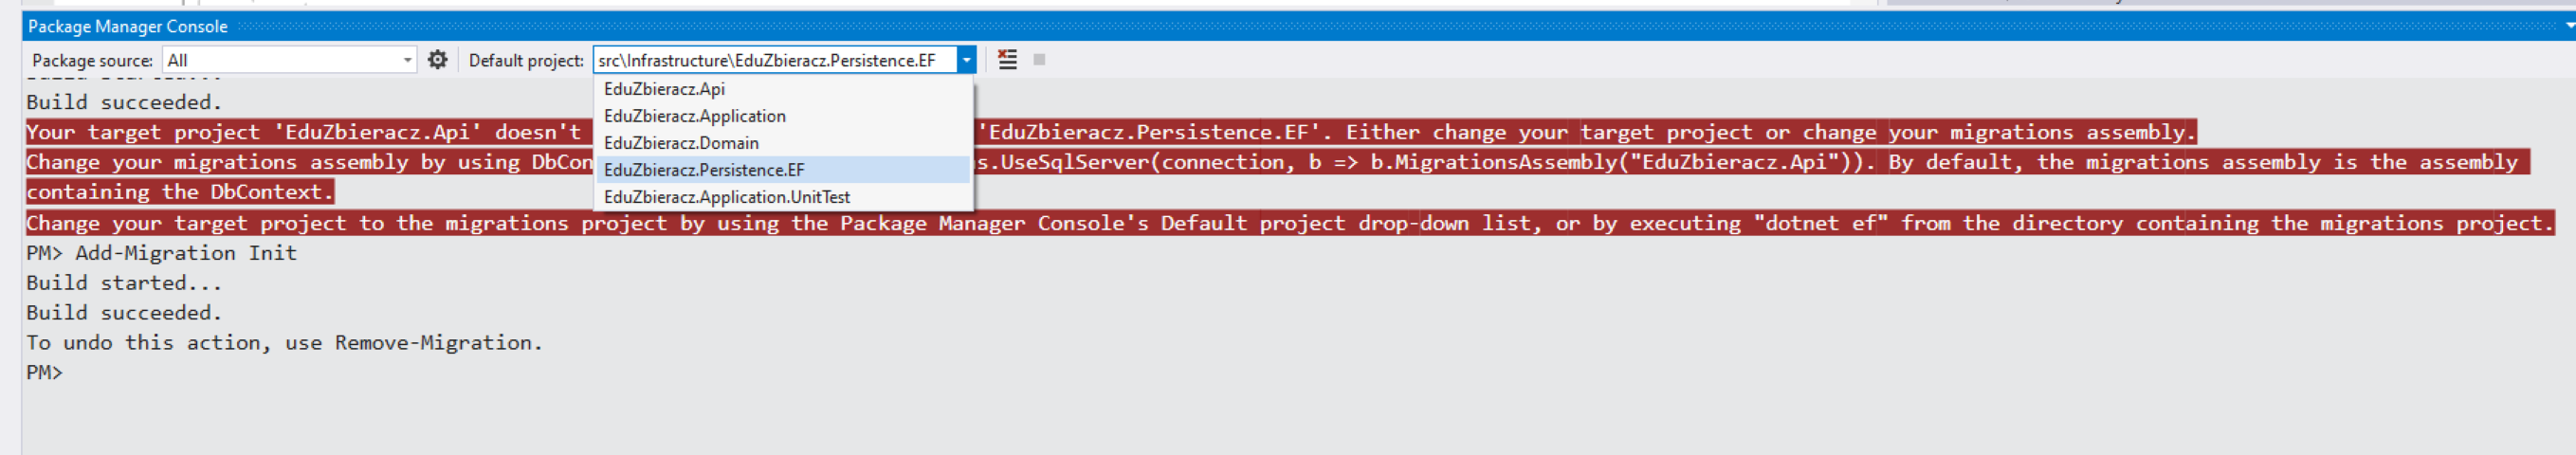 Package Manager Console
Package source: All Default project: src\Infrastructure\EduZbieracz.Persistence.EF
EduZbieracz.Api
EduZbieracz.Application
EduZbieracz.Domain
EduZbieracz.Persistence.EF
EduZbieracz.Application.UnitTest
Build succeeded.
Your target project 'EduZbieracz.Api' doesn't 'EduZbieracz.Persistence.EF'. Either change your target project or change your migrations assembly.
Change your migrations assembly by using DbCon s.UseSqlServer(connection, b => b.MigrationsAssembly("EduZbieracz.Api")). By default, the migrations assembly is the assembly
containing the DbContext.
Change your target project to the migrations project by using the Package Manager Console's Default project drop-down list, or by executing "dotnet ef" from the directory containing the migrations project.
PM> Add-Migration Init
Build started...
Build succeeded.
To undo this action, use Remove-Migration.
PM>